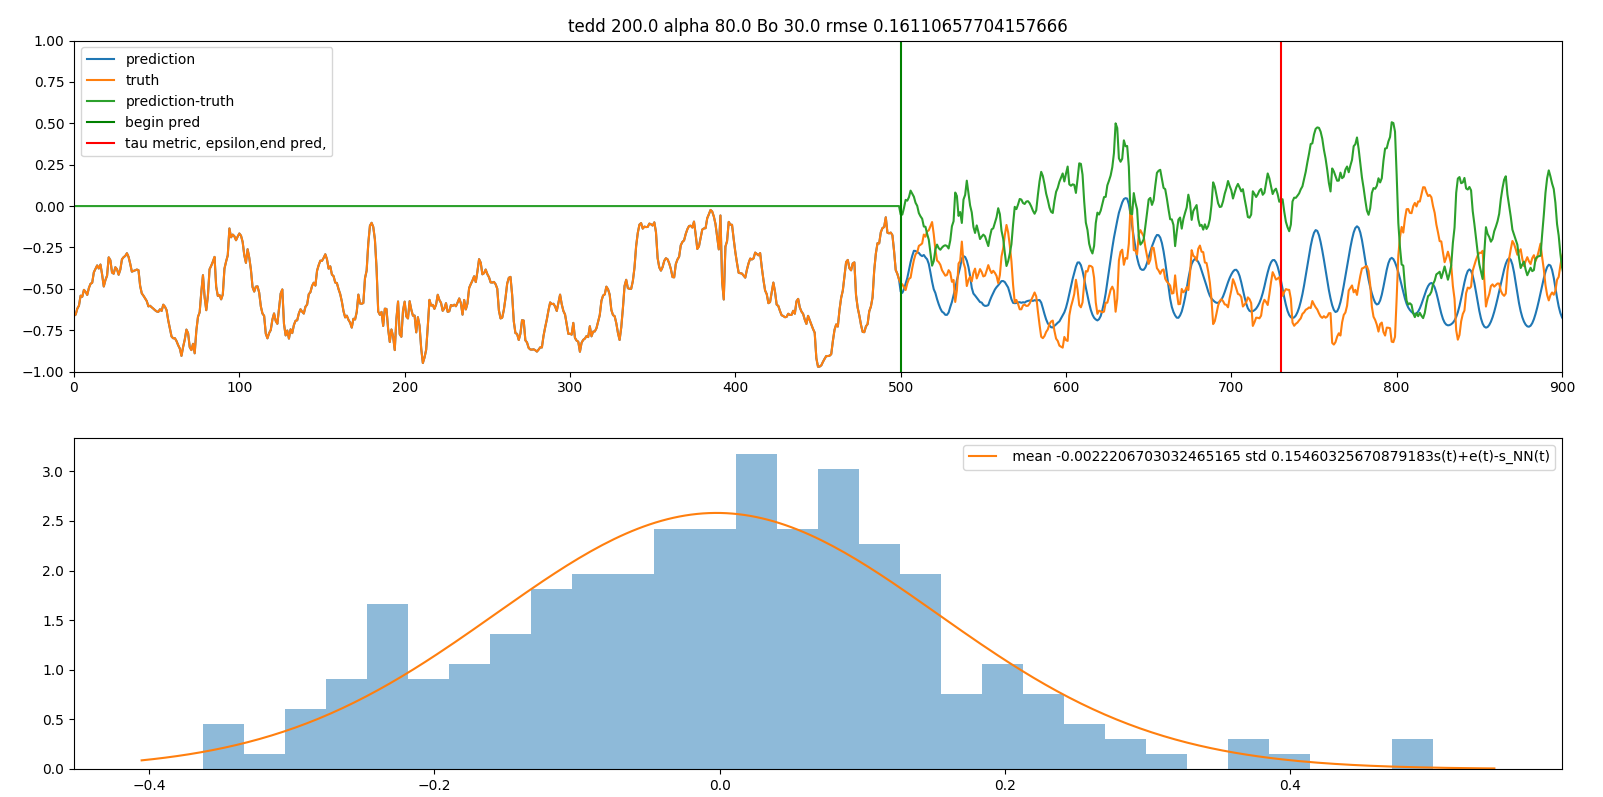 tedd 200.0 alpha 80.0 Bo 30.0 rmse 0.16110657704157666
1.00
0.75
0.50
0.25
0.00
−0.25
−0.50
−0.75
−1.00
prediction
truth
prediction-truth
begin pred
tau metric, epsilon,end pred,
0 100 200 300 400 500 600 700 800 900
3.0
2.5
2.0
1.5
1.0
0.5
0.0
mean -0.0022206703032465165 std 0.15460325670879183s(t)+e(t)-s_NN(t)
−0.4 −0.2 0.0 0.2 0.4